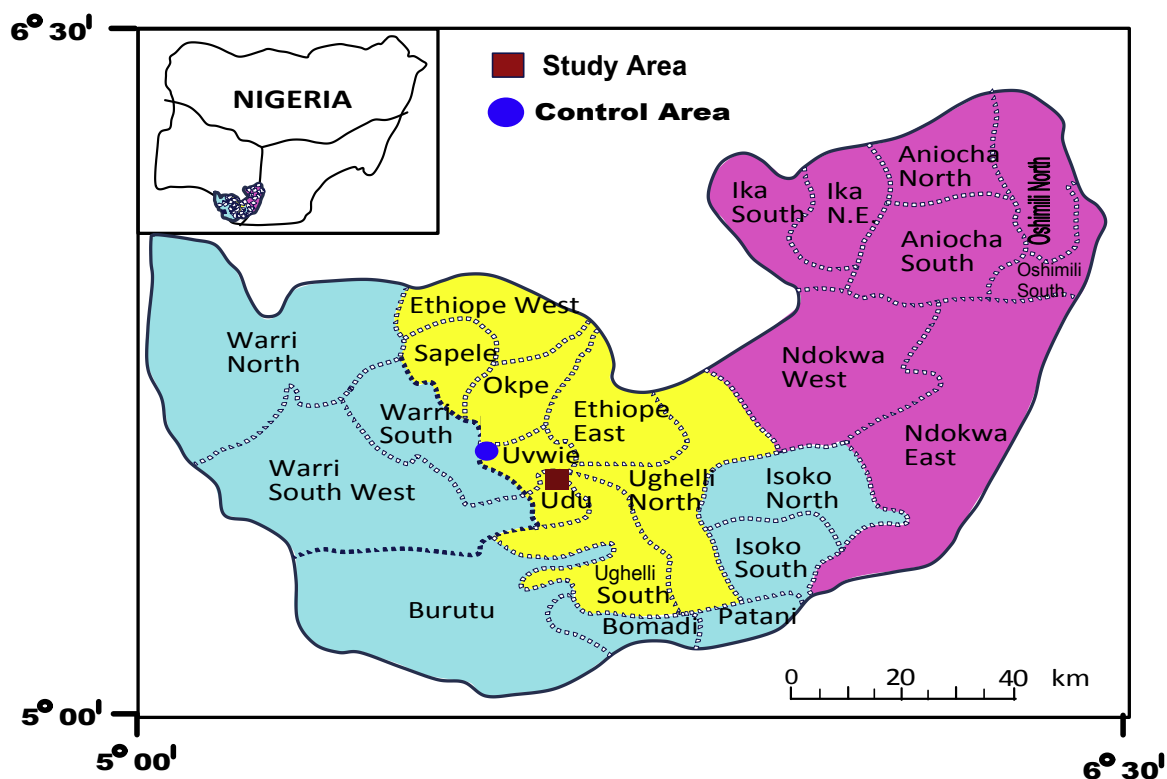 6° 30'
NIGERIA
Study Area
Control Area
Aniocha
North
Ika
South
Ika
N.E.
Oshimili North
Aniocha
South
Oshimili
South
Ethiope West
Warri
North
Sapele
Okpe
Ndokwa
West
Warri
South
Ethiope
East
Ndokwa
East
Uvwie
Warri
South West
Ughelli
North
Isoko
North
Udu
Isoko
South
Ughelli
South
Burutu
Bomadi
Patani
0 20 40 km
5° 00'
5° 00'
6° 30'